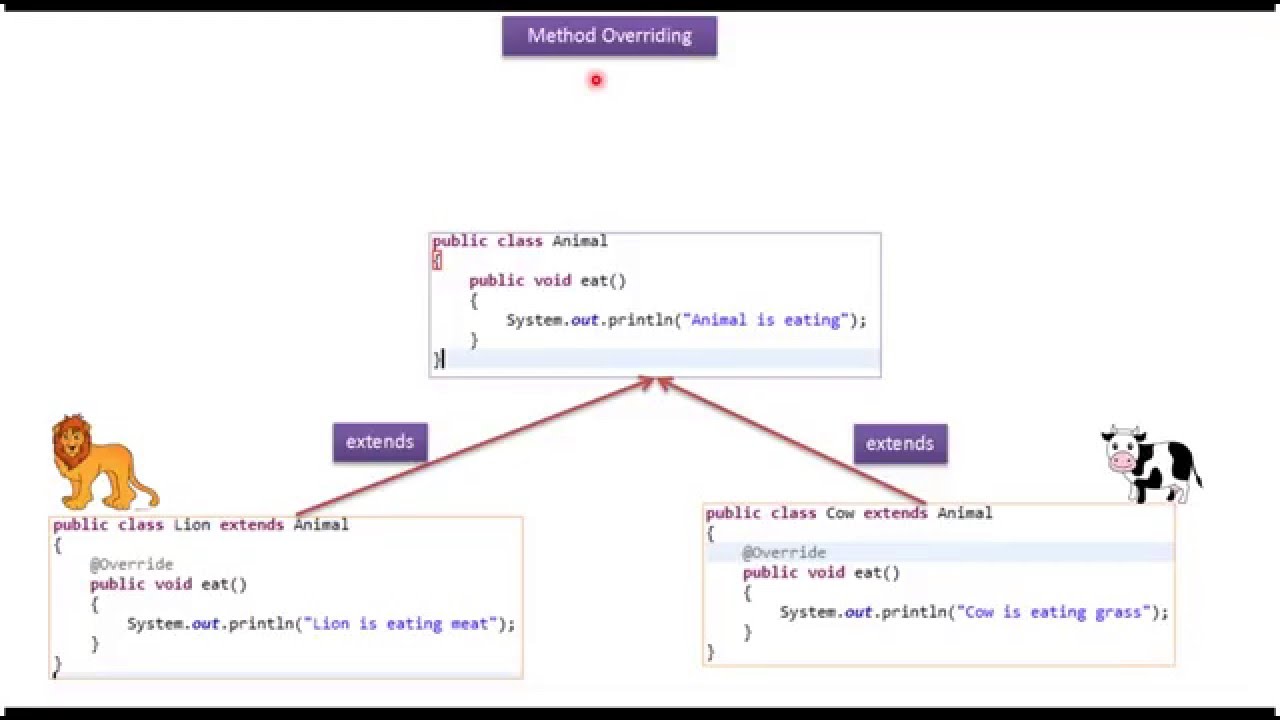 Method Overriding
public class Animal
{
public void eat()
{
System.out.println("Animal is eating");
}
}
extends
extends
public class Lion extends Animal
{
@Override
public void eat()
{
System.out.println("Lion is eating meat");
}
}
public class Cow extends Animal
{
@Override
public void eat()
{
System.out.println("Cow is eating grass");
}
}